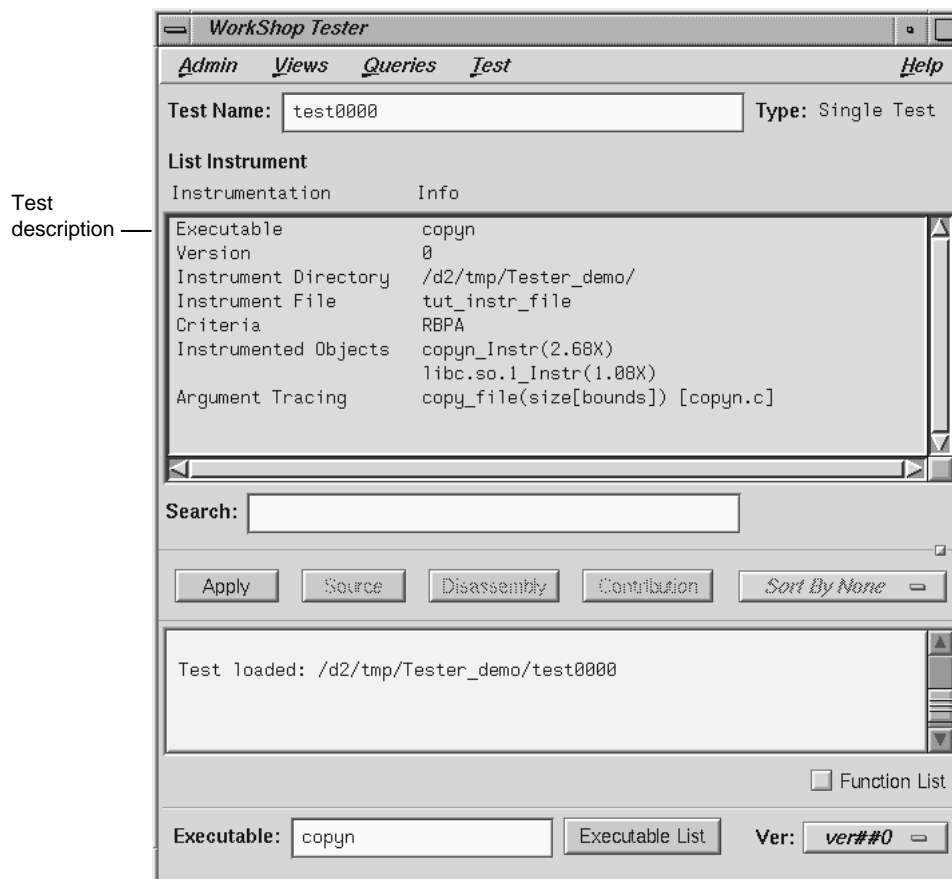 WorkShop Tester
Admin Views Queries Test Help
Test Name: test0000 Type: Single Test
List Instrument
Instrumentation Info
Test
description
Executable copyn
Version 0
Instrument Directory /d2/tmp/Tester_demo/
Instrument File tut_instr_file
Criteria RBPA
Instrumented Objects copyn_Instr(2.68X)
libc.so.1_Instr(1.08X)
Argument Tracing copy_file(size[bounds]) [copyn.c]
Search:
Apply Source Disassembly Contribution Sort By None
Test loaded: /d2/tmp/Tester_demo/test0000
Function List
Executable: copyn Executable List Ver: ver##0